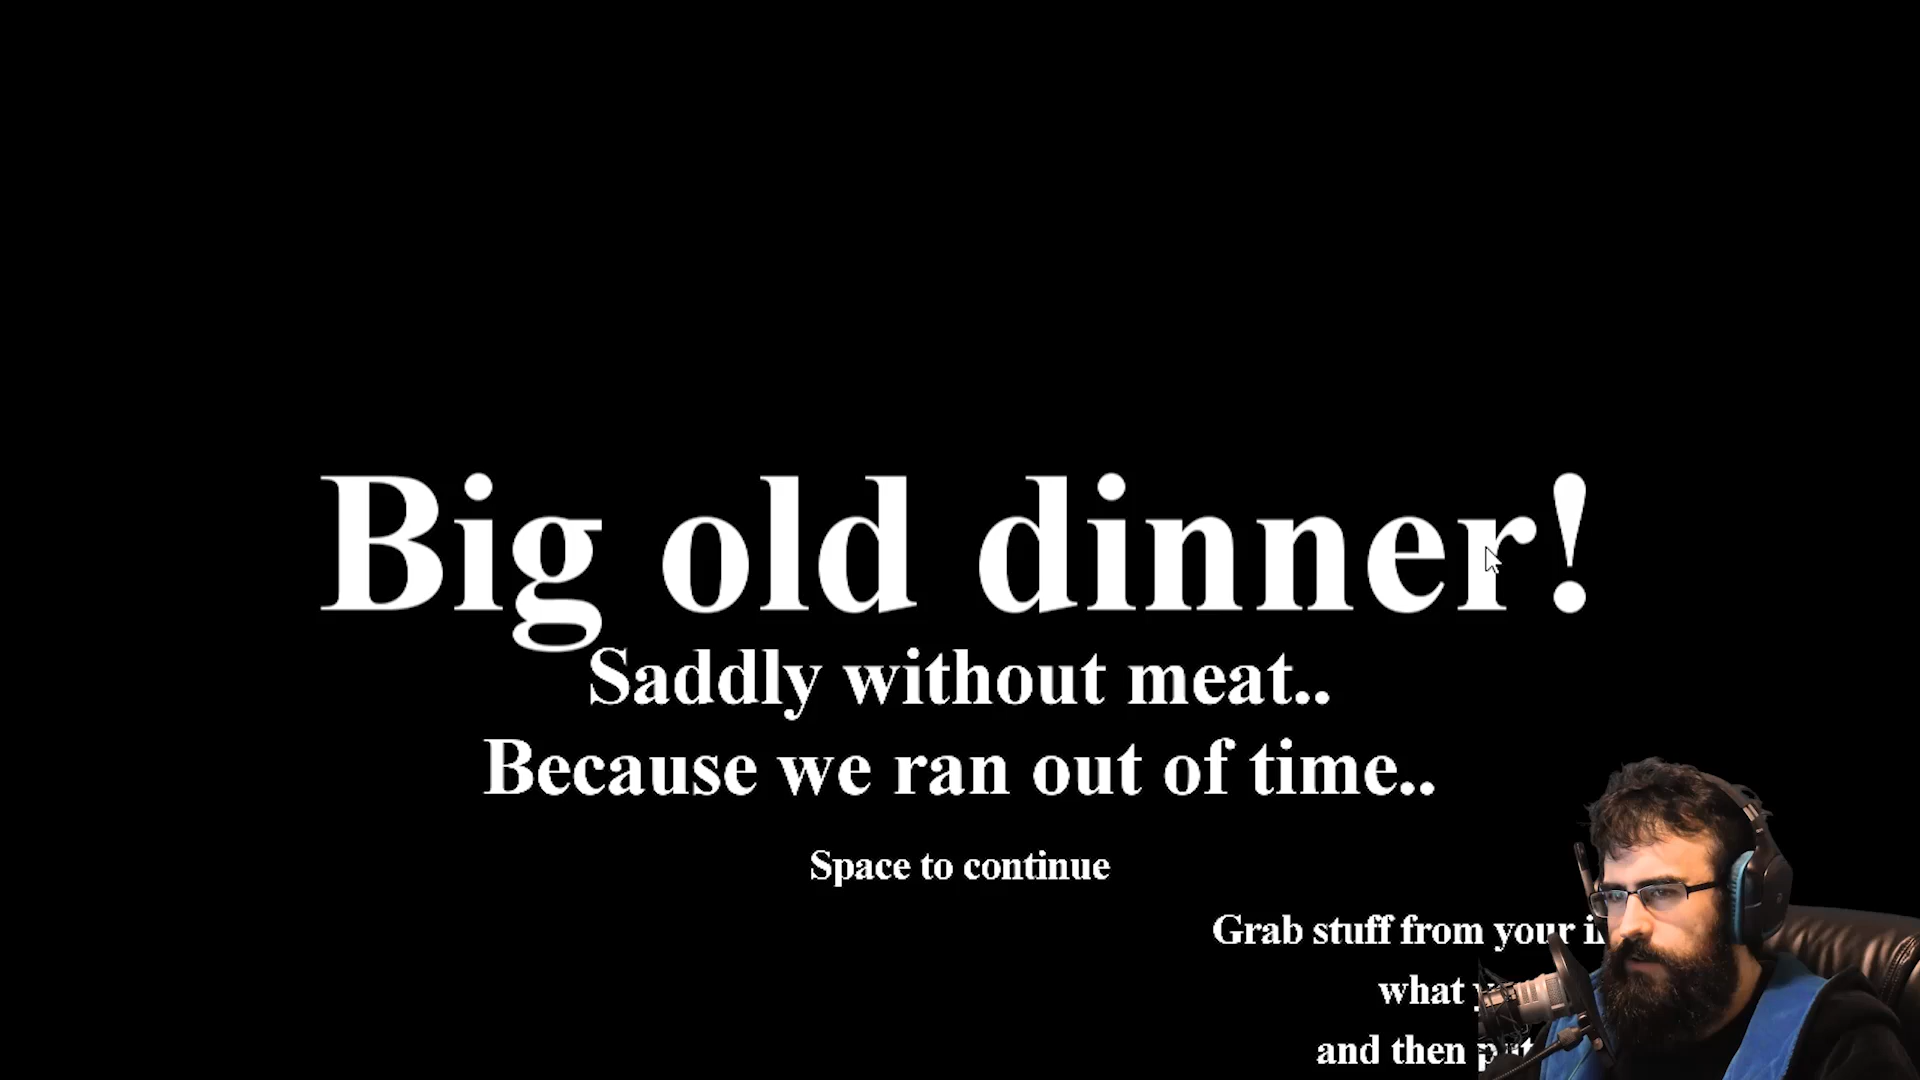 Big old dinner!
Saddly without meat..
Because we ran out of time..
Space to continue
Grab stuff from your
what
and then